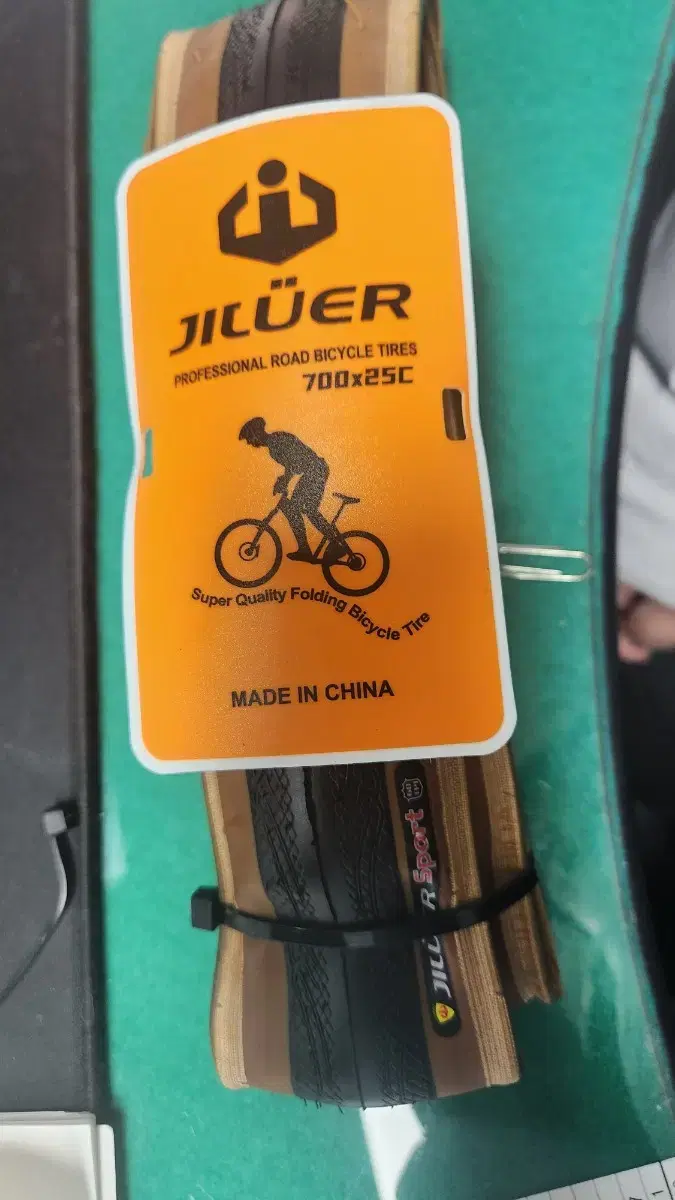 JILÜER
PROFESSIONAL ROAD BICYCLE TIRES
700x25C
Super Quality Folding Bicycle Tire
MADE IN CHINA
Sport